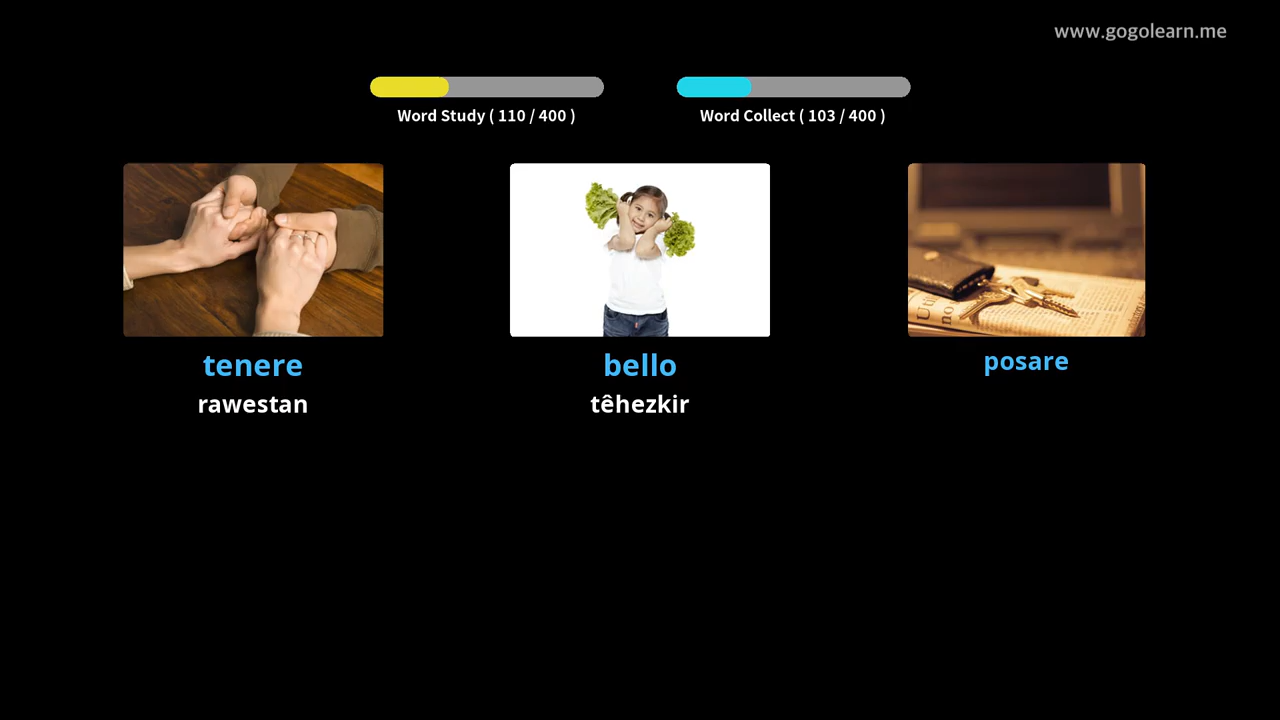 www.gogolearn.me
Word Study ( 110 / 400 )
Word Collect ( 103 / 400 )
tenere
rawestan
bello
têhezkir
posare